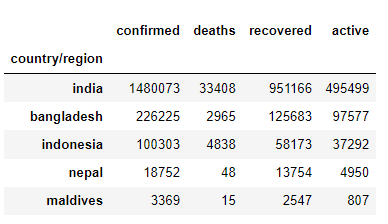 confirmed deaths recovered active
country/region
india 1480073 33408 951166 495499
bangladesh 226225 2965 125683 97577
indonesia 100303 4838 58173 37292
nepal 18752 48 13754 4950
maldives 3369 15 2547 807